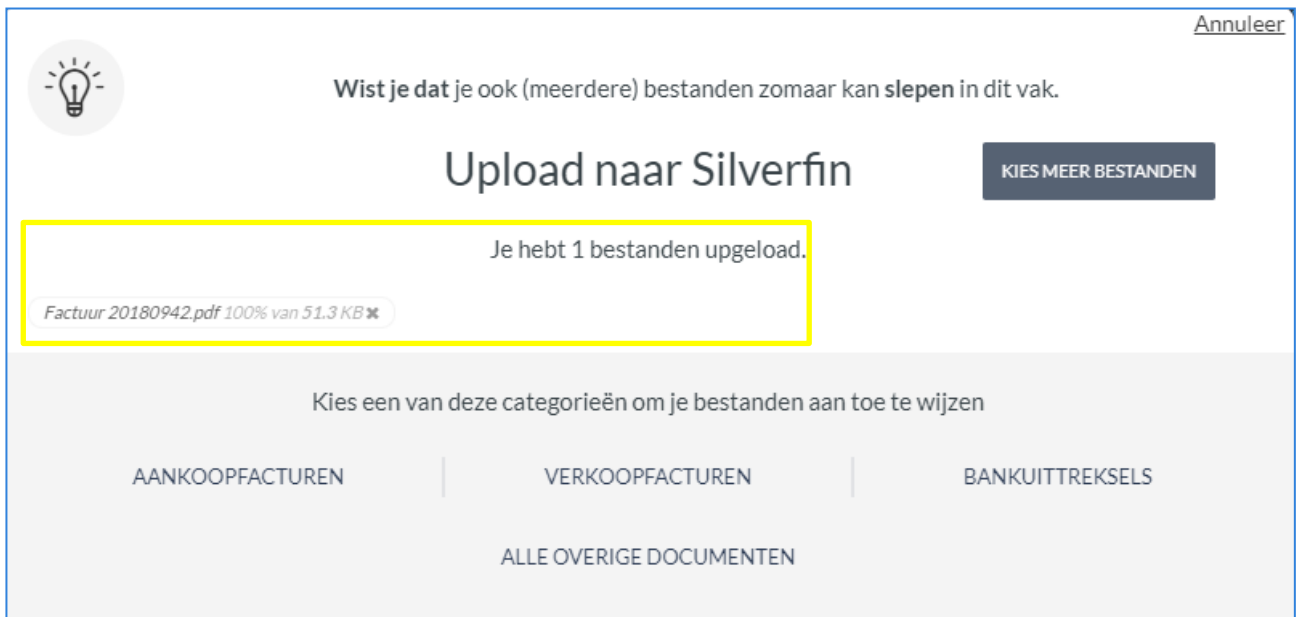 Annuleer
Wist je dat je ook (meerdere) bestanden zomaar kan slepen in dit vak.
Upload naar Silverfin
KIES MEER BESTANDEN
Je hebt 1 bestanden upgeload.
Factuur 20180942.pdf 100% van 51.3 KB ✖
Kies een van deze categorieën om je bestanden aan toe te wijzen
AANKOOPFACTUREN
VERKOOPFACTUREN
BANKUITTREKSELS
ALLE OVERIGE DOCUMENTEN